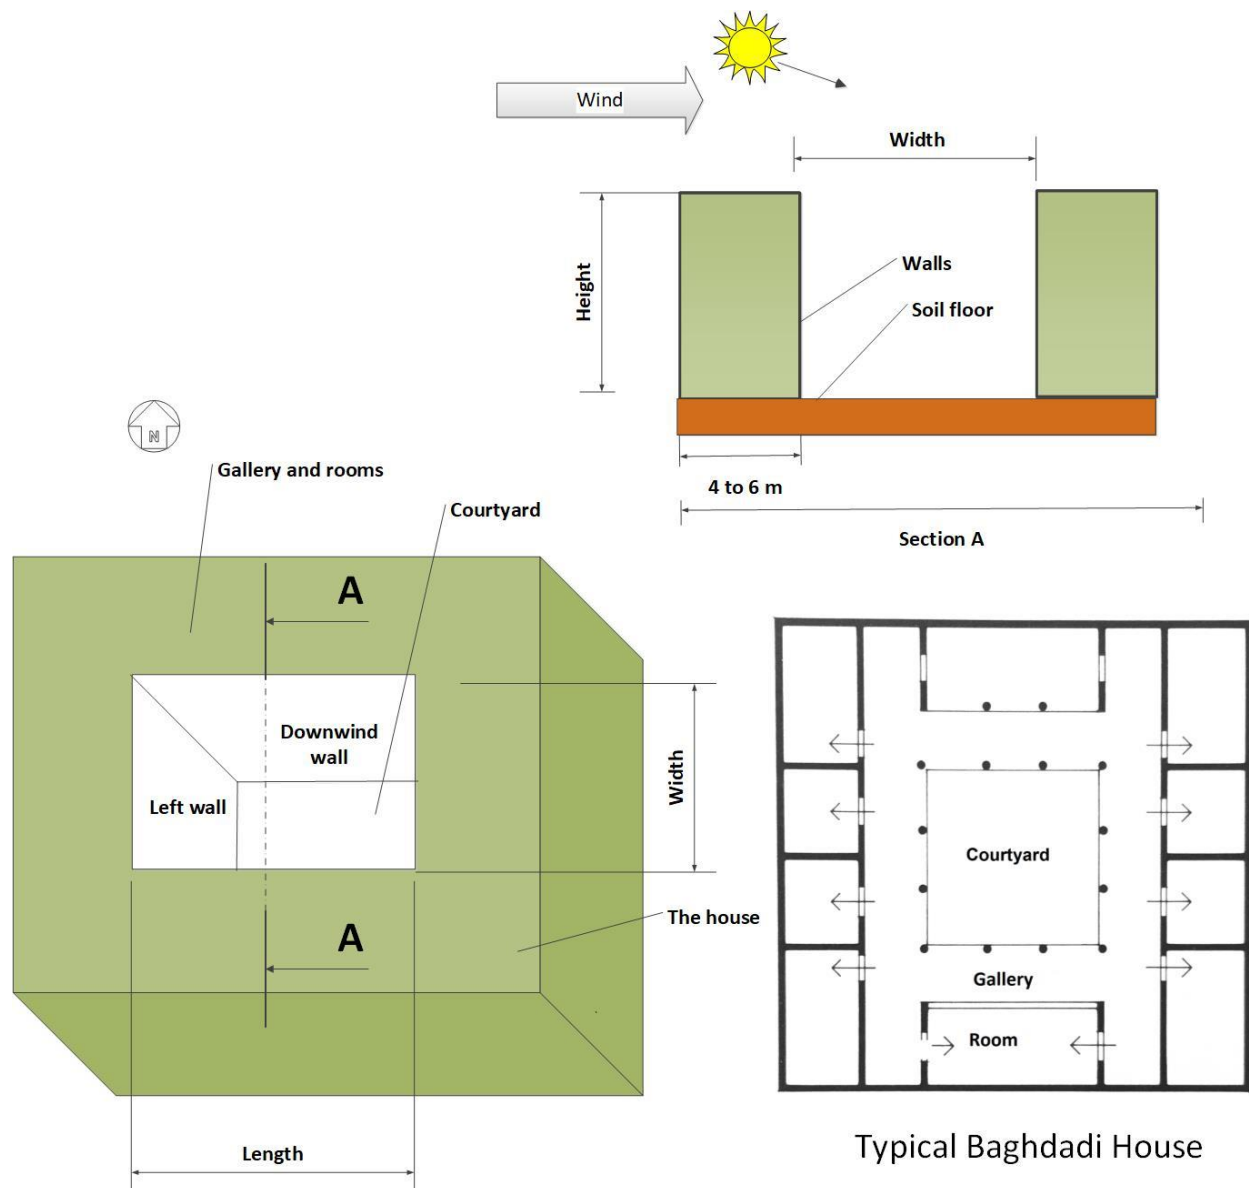 Wind
Width
Height
Walls
Soil floor
4 to 6 m
Section A
N
Gallery and rooms
Courtyard
A
Downwind
wall
Left wall
Width
The house
A
Length
Courtyard
Gallery
Room
Typical Baghdadi House